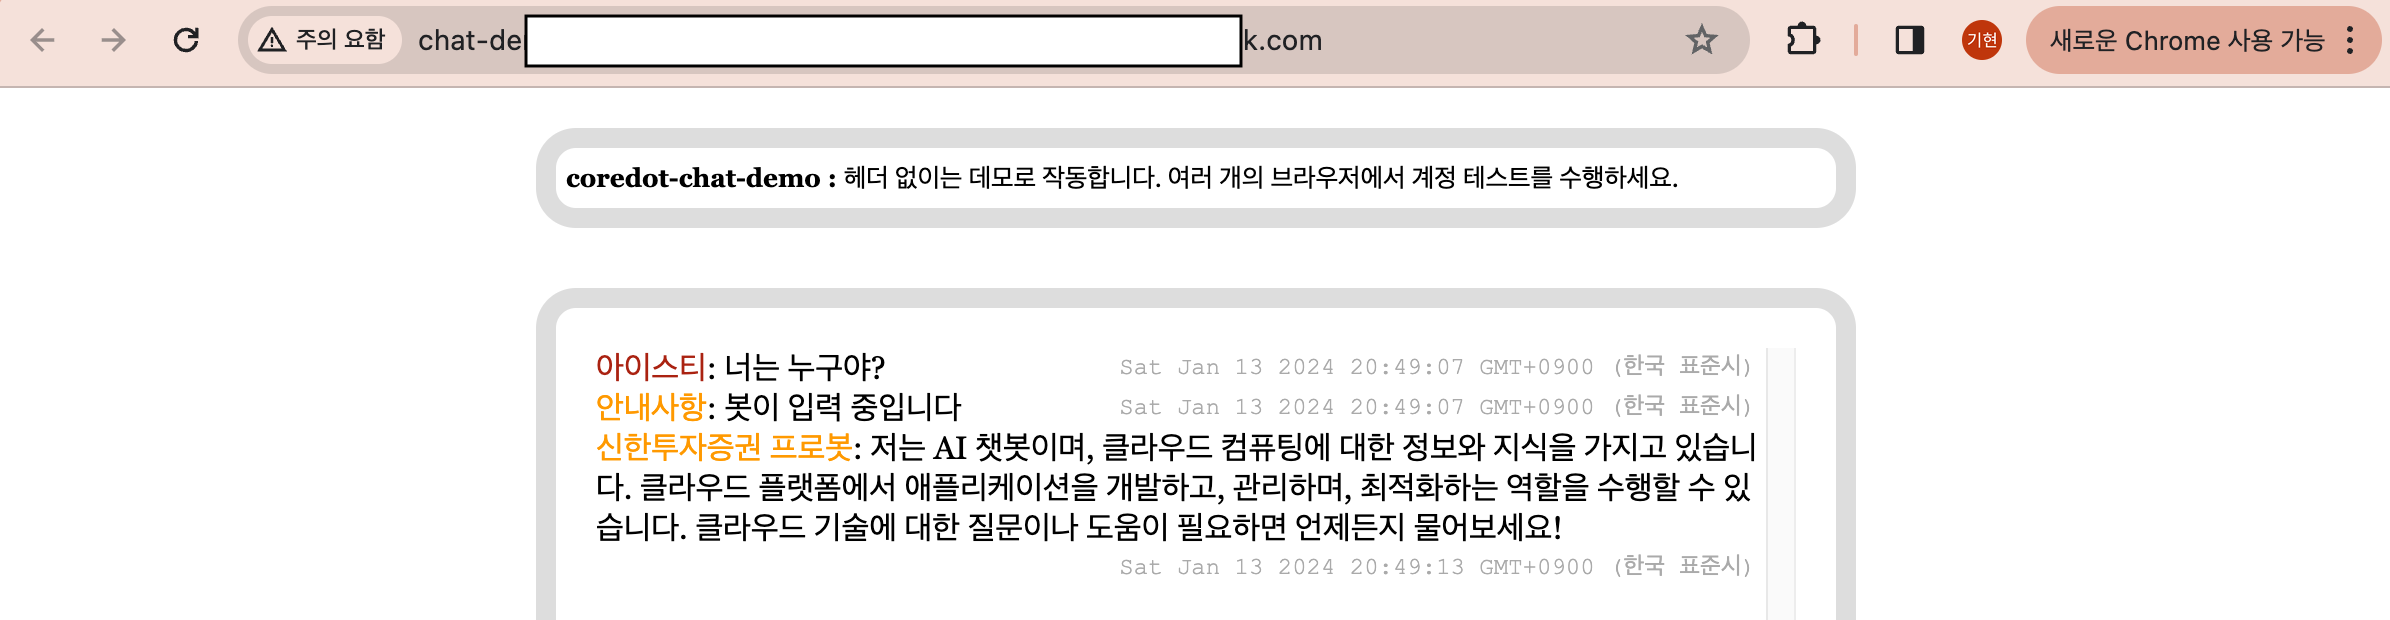 주의 요함 chat-de k.com 기현 새로운 Chrome 사용 가능
coredot-chat-demo : 헤더 없이는 데모로 작동합니다. 여러 개의 브라우저에서 계정 테스트를 수행하세요.
아이스티: 너는 누구야? Sat Jan 13 2024 20:49:07 GMT+0900 (한국 표준시)
안내사항: 봇이 입력 중입니다 Sat Jan 13 2024 20:49:07 GMT+0900 (한국 표준시)
신한투자증권 프로봇: 저는 AI 챗봇이며, 클라우드 컴퓨팅에 대한 정보와 지식을 가지고 있습니
다. 클라우드 플랫폼에서 애플리케이션을 개발하고, 관리하며, 최적화하는 역할을 수행할 수 있
습니다. 클라우드 기술에 대한 질문이나 도움이 필요하면 언제든지 물어보세요!
Sat Jan 13 2024 20:49:13 GMT+0900 (한국 표준시)